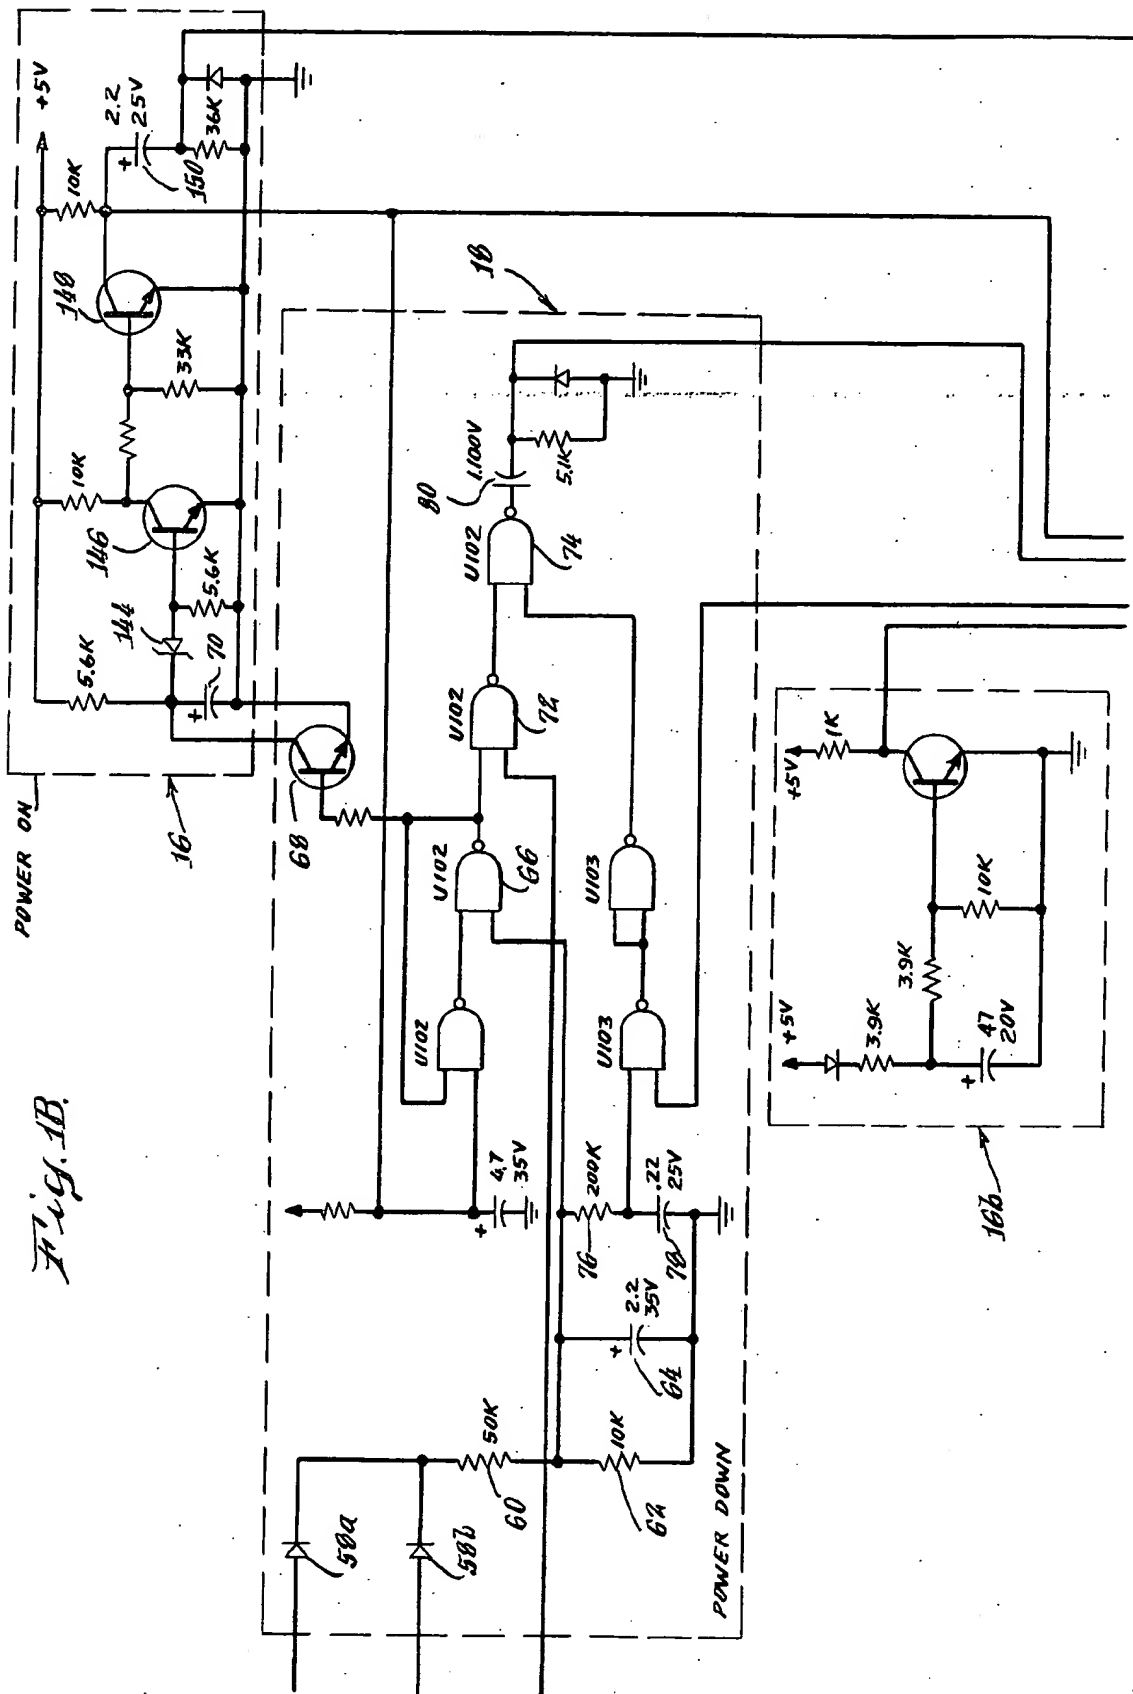 Fig. 1B.
POWER ON
16
+5V
5.6K
10K
10K
144
146
148
2.2
25V
150
36K
33K
5.6K
70
68
18
U102
U102
66
U102
72
U102
74
80
1.100V
5.1K
U103
U103
4.7
35V
76
200K
.22
25V
78
2.2
35V
64
58a
58b
60
50K
62
10K
POWER DOWN
+5V
3.9K
3.9K
47
20V
10K
+5V
1K
16b